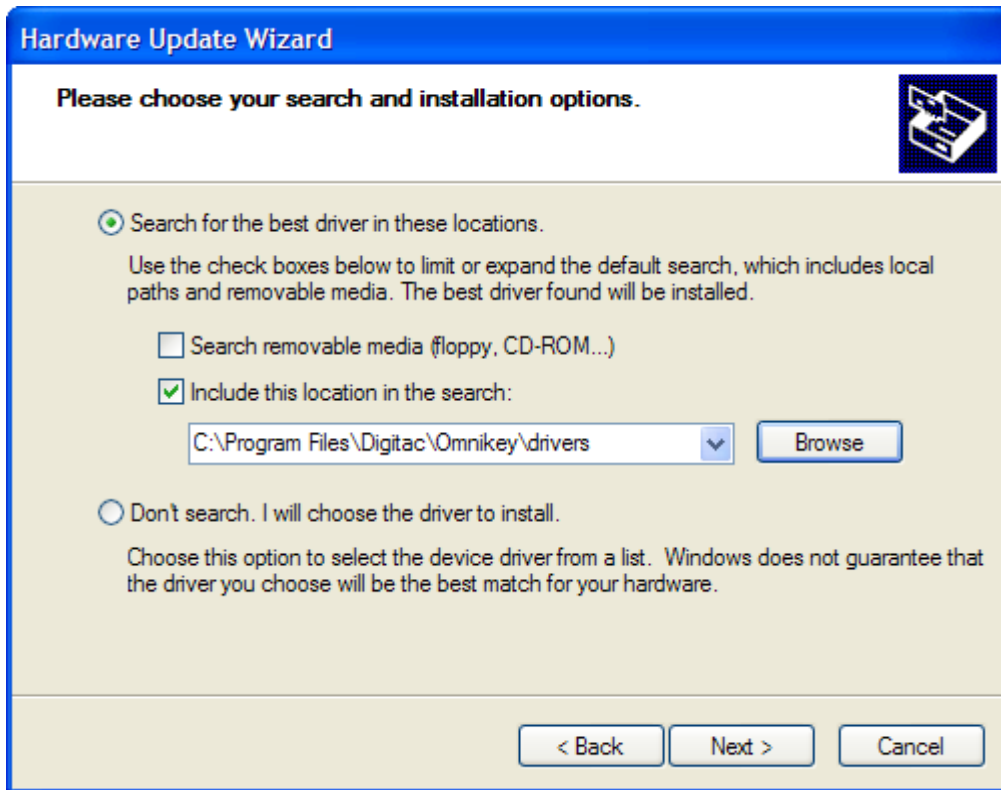 Hardware Update Wizard
Please choose your search and installation options.
Search for the best driver in these locations.
Use the check boxes below to limit or expand the default search, which includes local
paths and removable media. The best driver found will be installed.
Search removable media (floppy, CD-ROM...)
Include this location in the search:
C:\Program Files\Digitac\Omnikey\drivers
Browse
Don't search. I will choose the driver to install.
Choose this option to select the device driver from a list.  Windows does not guarantee that
the driver you choose will be the best match for your hardware.
< Back Next > Cancel